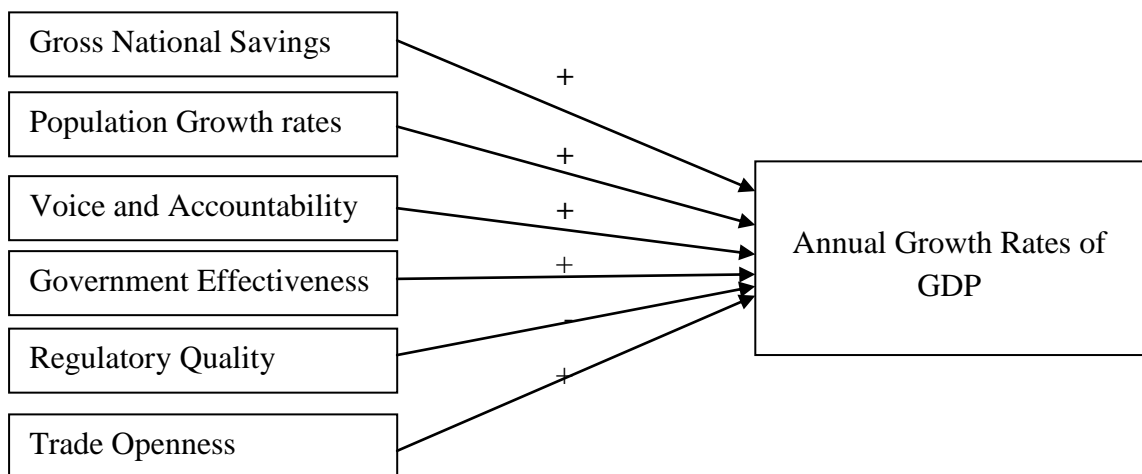 Gross National Savings
+
Population Growth rates
+
Voice and Accountability
+
Government Effectiveness
+
Regulatory Quality
-
Trade Openness
+
Annual Growth Rates of
GDP